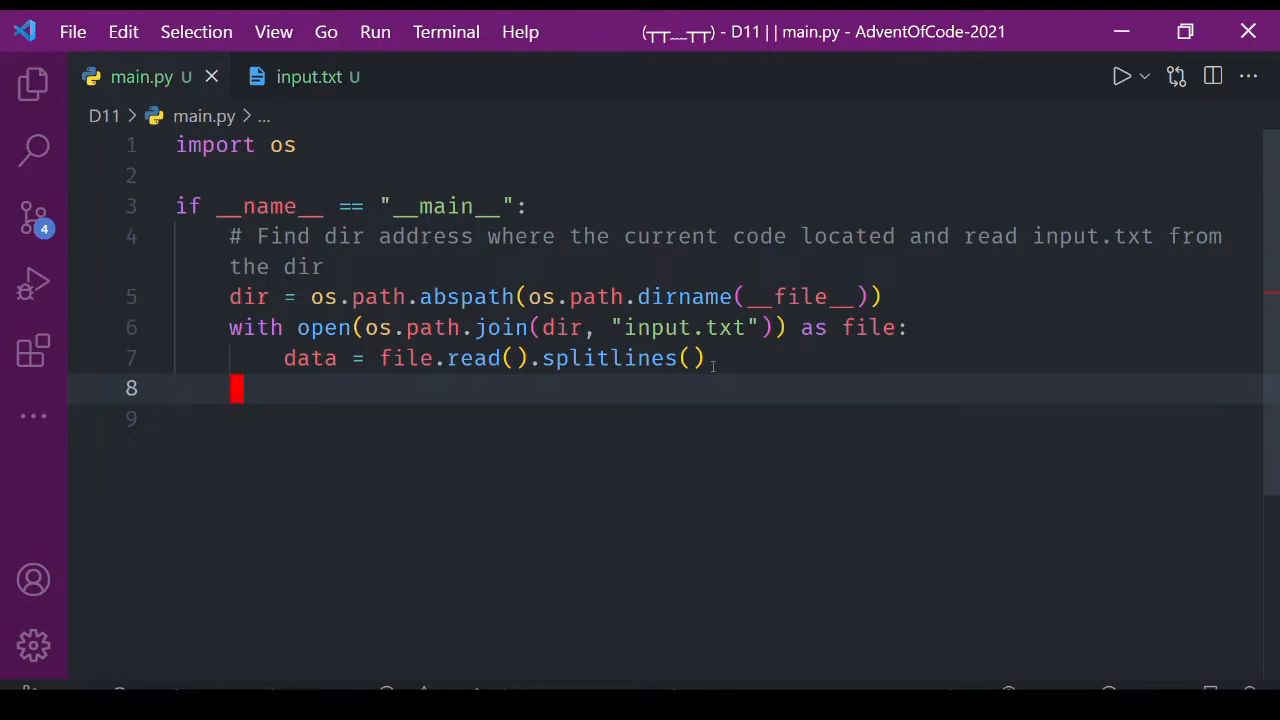 File Edit Selection View Go Run Terminal Help (┬┬﹏┬┬) - D11 | | main.py - AdventOfCode-2021
main.py U input.txt U
D11 > main.py > ...
1 import os
2
3 if __name__ == "__main__":
4 # Find dir address where the current code located and read input.txt from
the dir
5 dir = os.path.abspath(os.path.dirname(__file__))
6 with open(os.path.join(dir, "input.txt")) as file:
7 data = file.read().splitlines()
8
9
4